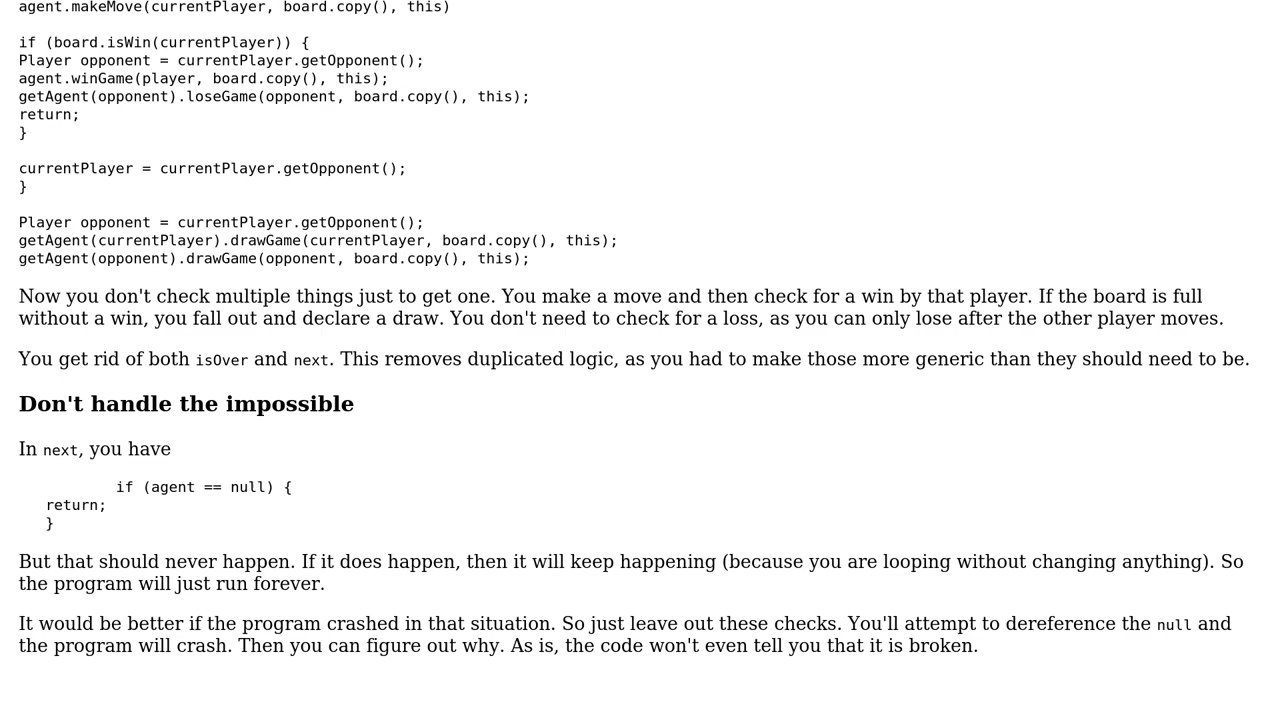 agent.makeMove(currentPlayer, board.copy(), this)
if (board.isWin(currentPlayer)) {
Player opponent = currentPlayer.getOpponent();
agent.winGame(player, board.copy(), this);
getAgent(opponent).loseGame(opponent, board.copy(), this);
return;
}
currentPlayer = currentPlayer.getOpponent();
}
Player opponent = currentPlayer.getOpponent();
getAgent(currentPlayer).drawGame(currentPlayer, board.copy(), this);
getAgent(opponent).drawGame(opponent, board.copy(), this);
Now you don't check multiple things just to get one. You make a move and then check for a win by that player. If the board is full
without a win, you fall out and declare a draw. You don't need to check for a loss, as you can only lose after the other player moves.
You get rid of both isOver and next. This removes duplicated logic, as you had to make those more generic than they should need to be.
Don't handle the impossible
In next, you have
if (agent == null) {
return;
}
But that should never happen. If it does happen, then it will keep happening (because you are looping without changing anything). So
the program will just run forever.
It would be better if the program crashed in that situation. So just leave out these checks. You'll attempt to dereference the null and
the program will crash. Then you can figure out why. As is, the code won't even tell you that it is broken.